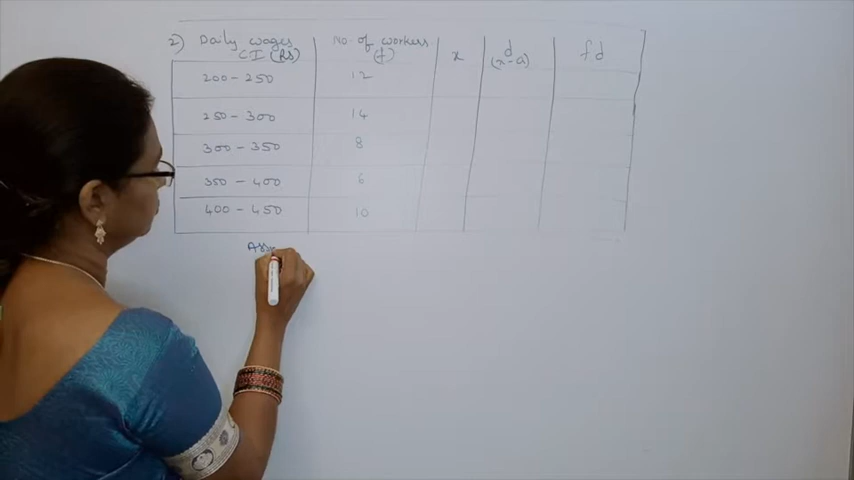 2) Daily wages No. of workers x d fd
C I (Rs) (f) (x-a)
200 - 250 12
250 - 300 14
300 - 350 8
350 - 400 6
400 - 450 10